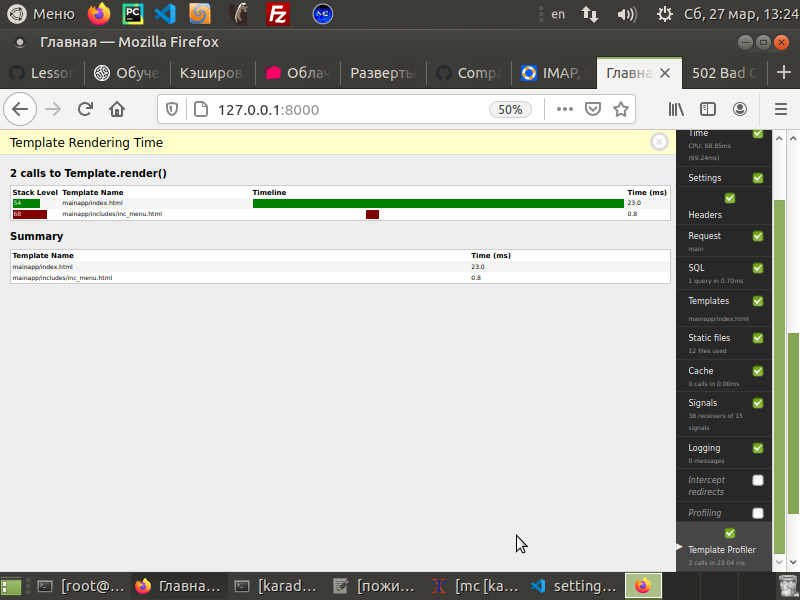 Меню
en
Сб, 27 мар, 13:24
Главная — Mozilla Firefox
Lesson
Обуче
Кэширов
Облач
Разверты
Compa
IMAP,
Главна
502 Bad C
127.0.0.1:8000
50%
Template Rendering Time
2 calls to Template.render()
Stack Level Template Name Timeline Time (ms)
54 mainapp/index.html 23.0
68 mainapp/includes/inc_menu.html 0.8
Summary
Template Name Time (ms)
mainapp/index.html 23.0
mainapp/includes/inc_menu.html 0.8
Time
CPU: 68.85ms
(69.24ms)
Settings
Headers
Request
main
SQL
1 query in 0.70ms
Templates
mainapp/index.html
Static files
12 files used
Cache
0 calls in 0.00ms
Signals
38 receivers of 15
signals
Logging
0 messages
Intercept
redirects
Profiling
Template Profiler
2 calls in 23.04 ms
[root@...
Главна...
[karad...
[пожи...
[mc [ka...
setting...